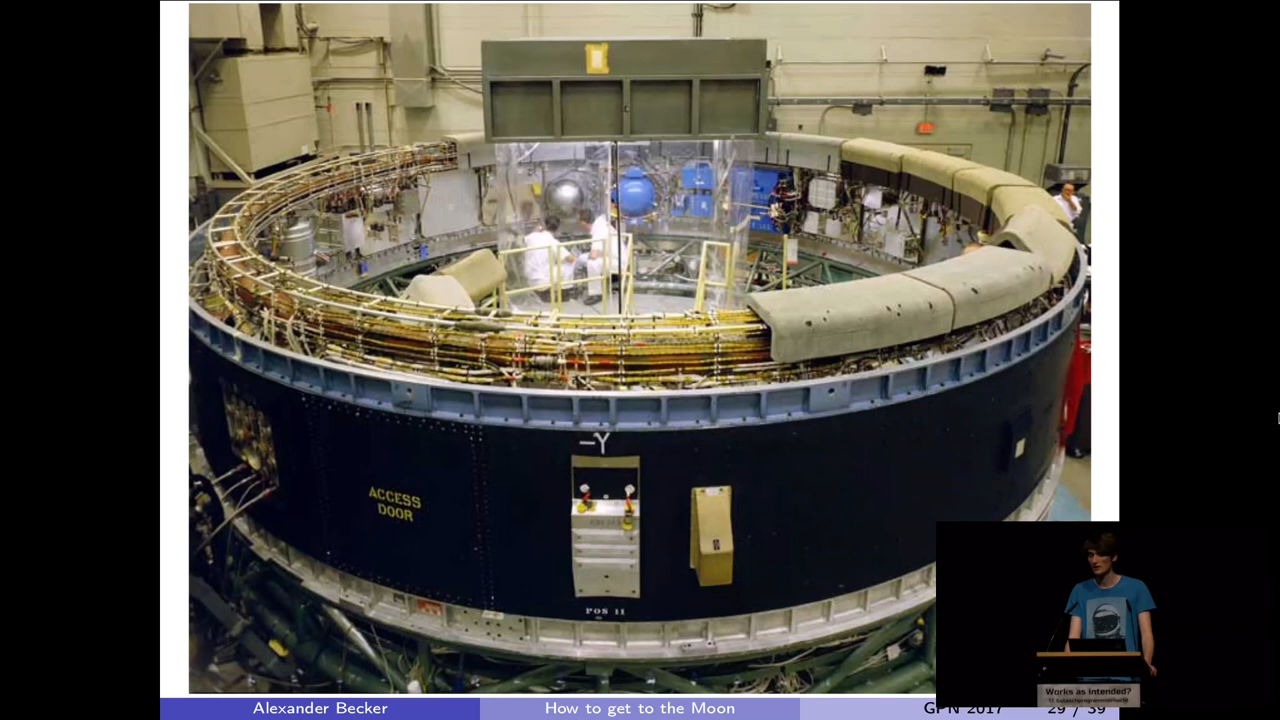 ACCESS
DOOR
–Y
POS 11
Alexander Becker
How to get to the Moon
GPN 2017
29 / 39
Works as intended?